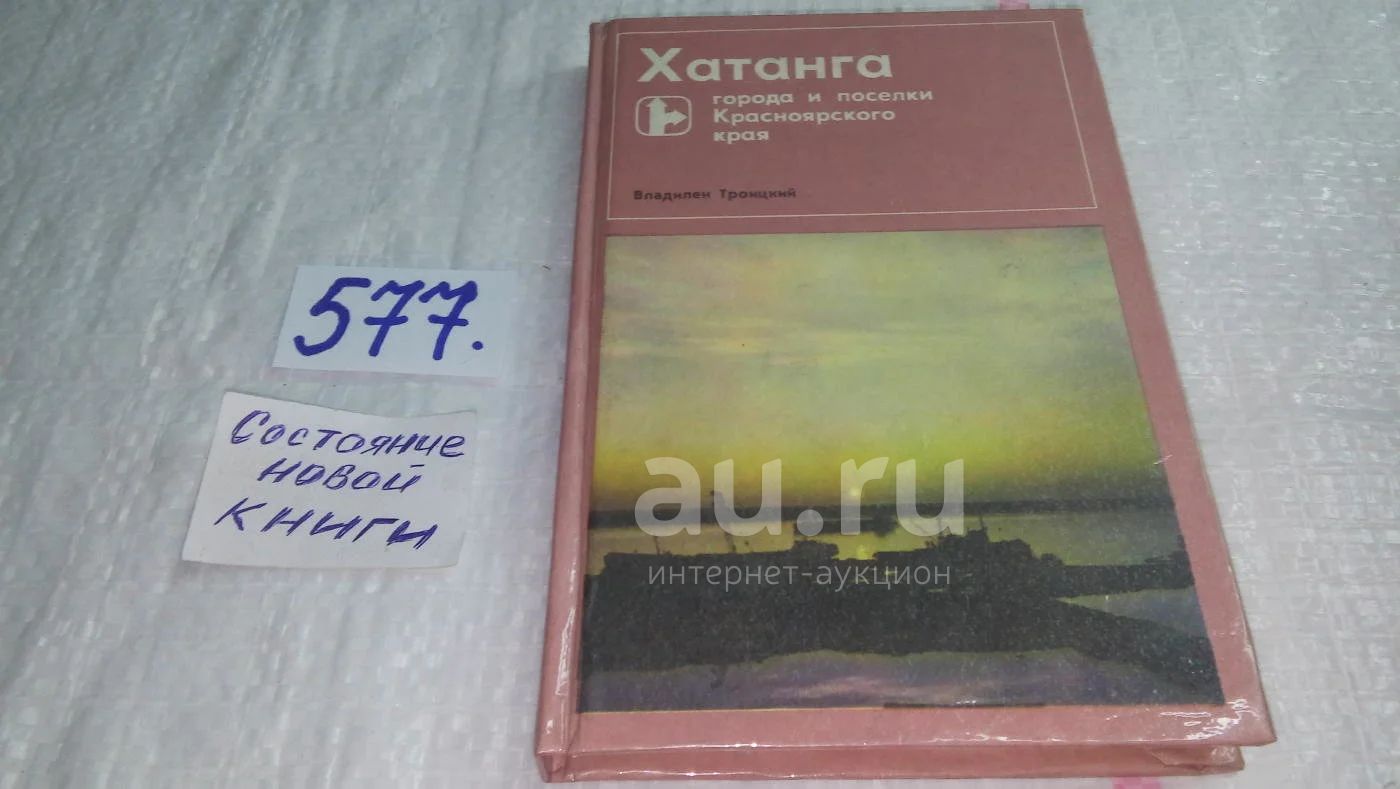 Хатанга
города и поселки
Красноярского
края
Владилен Троицкий
577.
Состояние
новой
книги
au.ru
интернет-аукцион